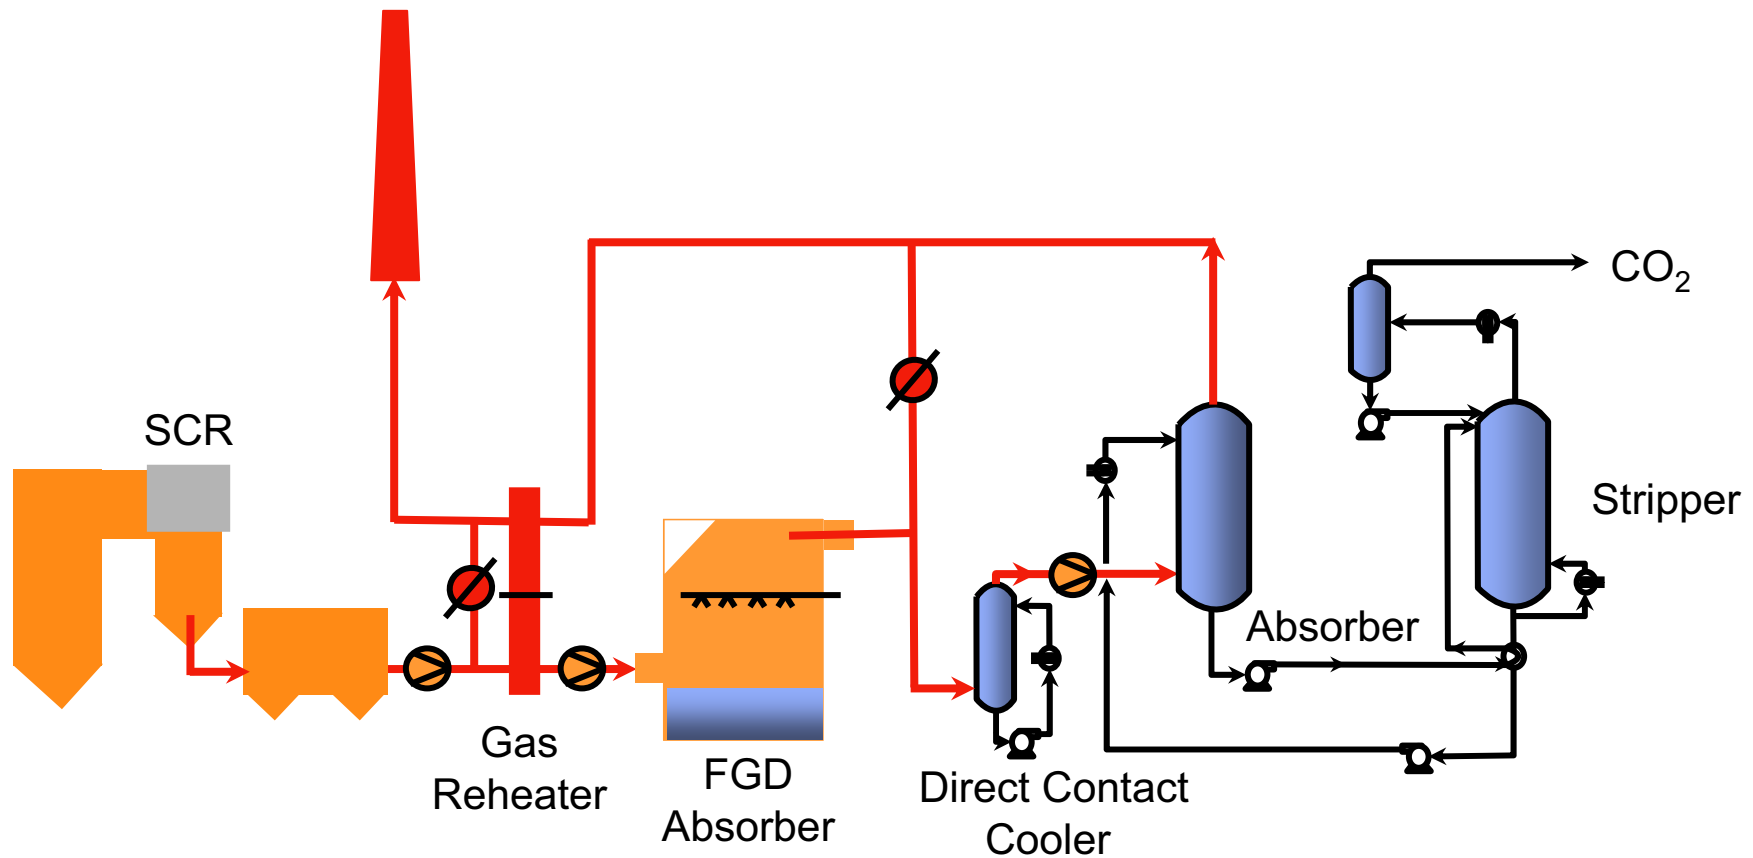 SCR
Gas
Reheater
FGD
Absorber
Direct Contact
Cooler
Absorber
Stripper
CO₂